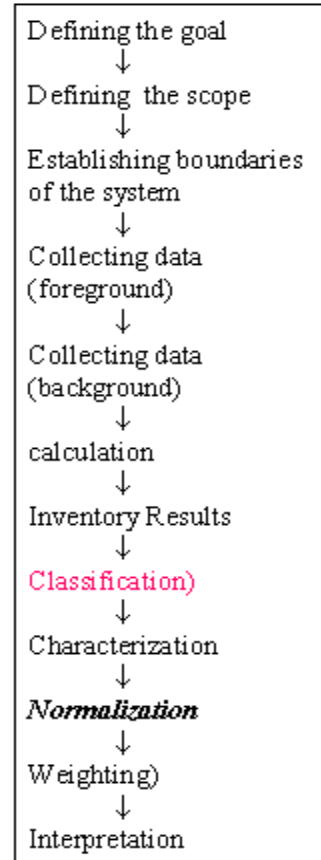 Defining the goal
↓
Defining the scope
↓
Establishing boundaries
of the system
↓
Collecting data
(foreground)
↓
Collecting data
(background)
↓
calculation
↓
Inventory Results
↓
Classification)
↓
Characterization
↓
Normalization
↓
Weighting)
↓
Interpretation